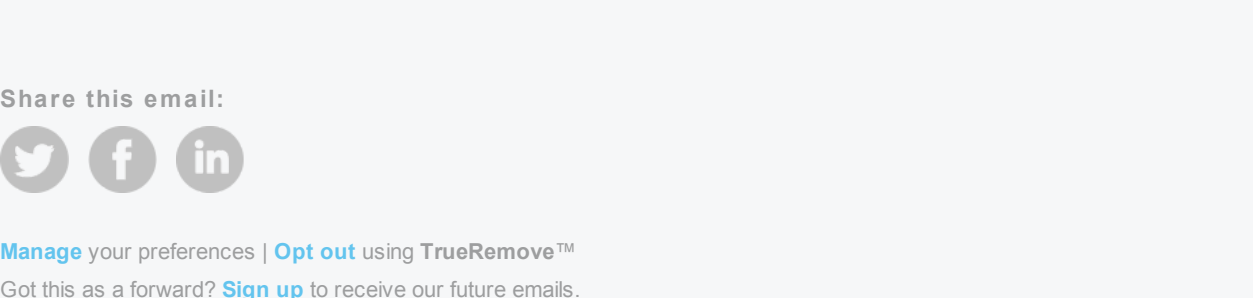 Share this email:
Manage your preferences | Opt out using TrueRemove™
Got this as a forward? Sign up to receive our future emails.